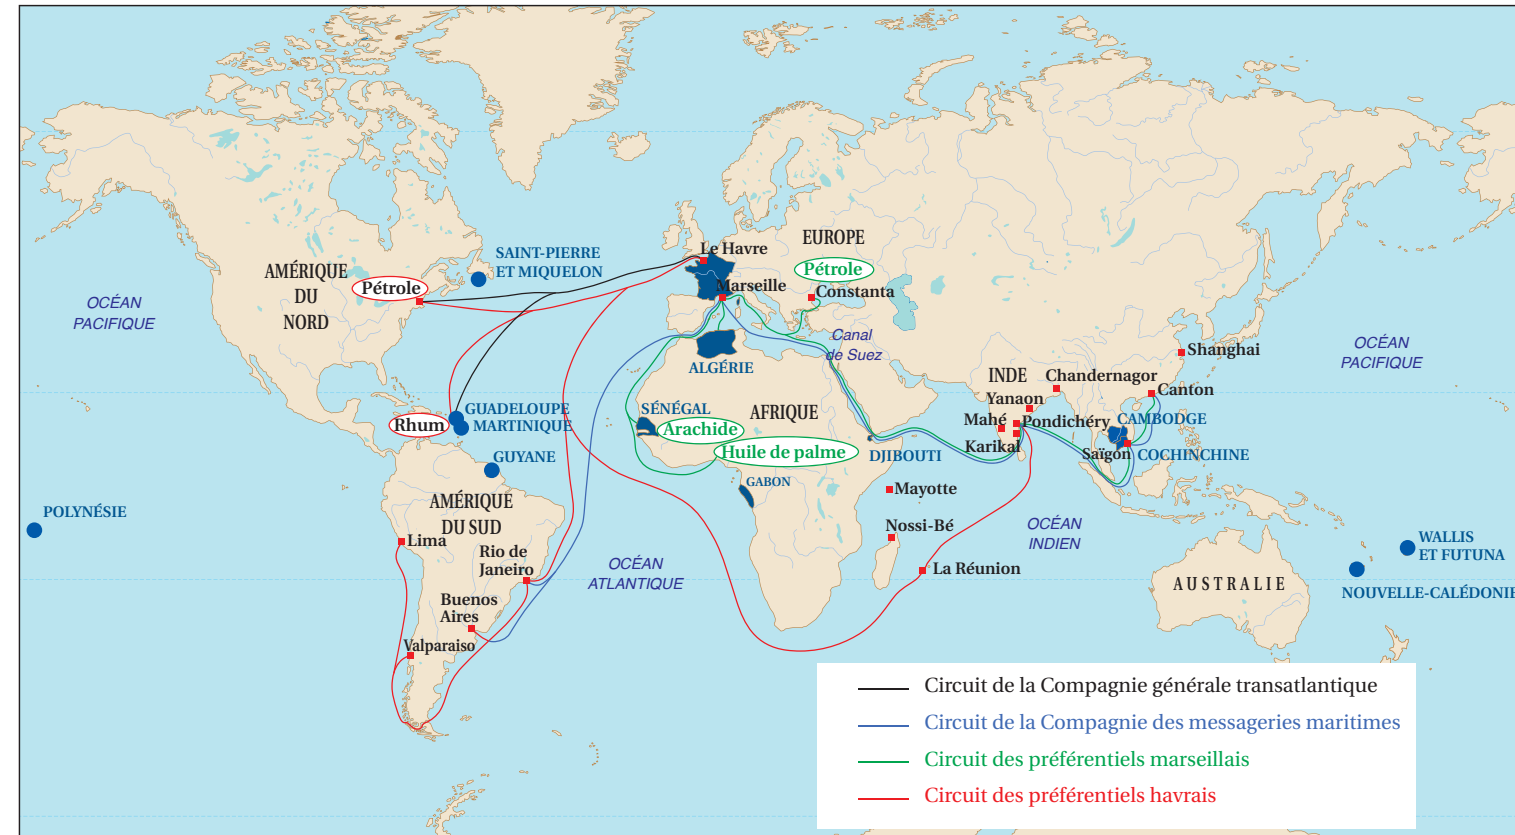 Le Havre
EUROPE
SAINT-PIERRE
ET MIQUELON
AMÉRIQUE
DU
NORD
Pétrole
Pétrole
Marseille
Constanta
OCÉAN
PACIFIQUE
Canal
de Suez
OCÉAN
PACIFIQUE
Shanghai
ALGÉRIE
INDE
Chandernagor
Yanaon
Canton
Rhum
GUADELOUPE
MARTINIQUE
SÉNÉGAL
Arachide
AFRIQUE
Mahé
Pondichéry
CAMBODGE
Karikal
Saïgon
COCHINCHINE
Huile de palme
DJIBOUTI
GUYANE
GABON
Mayotte
AMÉRIQUE
DU SUD
POLYNÉSIE
Lima
Nossi-Bé
OCÉAN
INDIEN
WALLIS
ET FUTUNA
Rio de
Janeiro
OCÉAN
ATLANTIQUE
La Réunion
AUSTRALIE
NOUVELLE-CALÉDONIE
Buenos
Aires
Valparaiso
Circuit de la Compagnie générale transatlantique
Circuit de la Compagnie des messageries maritimes
Circuit des préférentiels marseillais
Circuit des préférentiels havrais